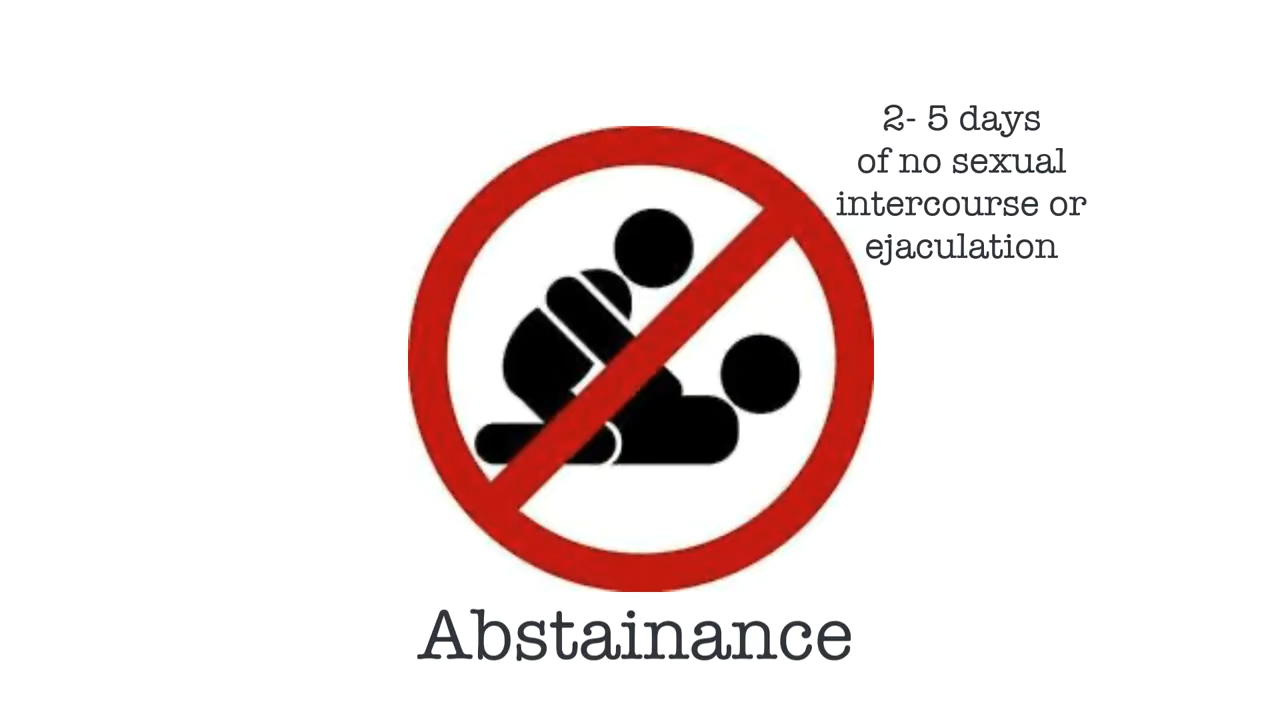 2- 5 days
of no sexual
intercourse or
ejaculation
Abstainance